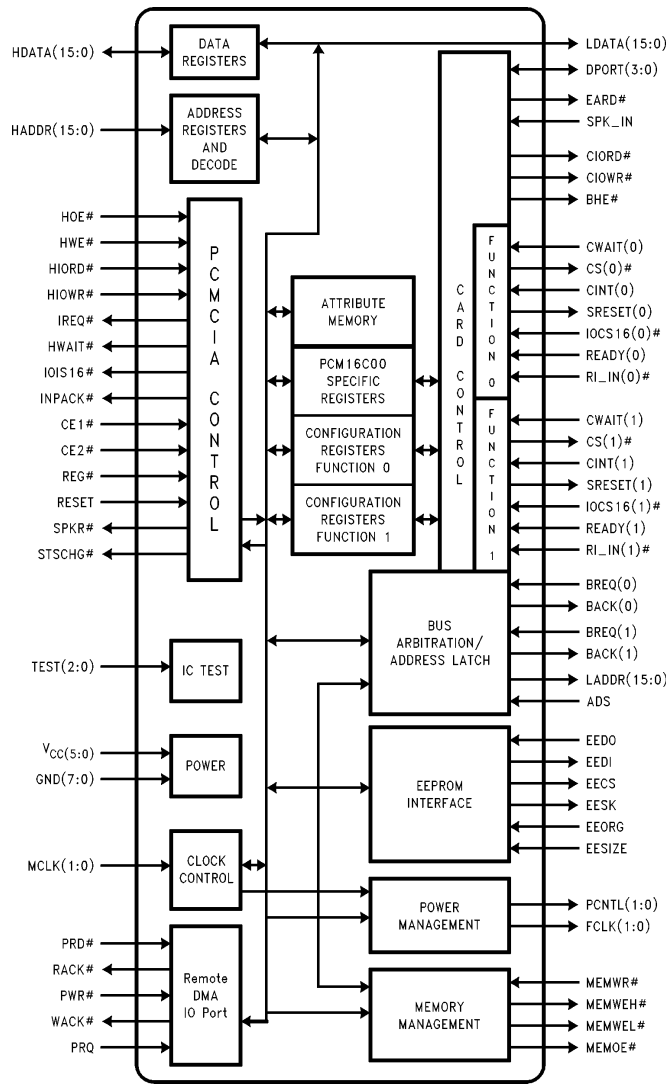 HDATA(15:0)
HADDR(15:0)
HOE#
HWE#
HIORD#
HIOWR#
IREQ#
HWAIT#
IOIS16#
INPACK#
CE1#
CE2#
REG#
RESET
SPKR#
STSCHG#
TEST(2:0)
VCC(5:0)
GND(7:0)
MCLK(1:0)
PRD#
RACK#
PWR#
WACK#
PRQ
DATA
REGISTERS
ADDRESS
REGISTERS
AND
DECODE
PCMCIA CONTROL
IC TEST
POWER
CLOCK
CONTROL
Remote
DMA
IO Port
ATTRIBUTE
MEMORY
PCM16C00
SPECIFIC
REGISTERS
CONFIGURATION
REGISTERS
FUNCTION 0
CONFIGURATION
REGISTERS
FUNCTION 1
CARD CONTROL
FUNCTION 0
FUNCTION 1
BUS
ARBITRATION/
ADDRESS LATCH
EEPROM
INTERFACE
POWER
MANAGEMENT
MEMORY
MANAGEMENT
LDATA(15:0)
DPORT(3:0)
EARD#
SPK_IN
CIORD#
CIOWR#
BHE#
CWAIT(0)
CS(0)#
CINT(0)
SRESET(0)
IOCS16(0)#
READY(0)
RI_IN(0)#
CWAIT(1)
CS(1)#
CINT(1)
SRESET(1)
IOCS16(1)#
READY(1)
RI_IN(1)#
BREQ(0)
BACK(0)
BREQ(1)
BACK(1)
LADDR(15:0)
ADS
EEDO
EEDI
EECS
EESK
EEORG
EESIZE
PCNTL(1:0)
FCLK(1:0)
MEMWR#
MEMWEH#
MEMWEL#
MEMOE#